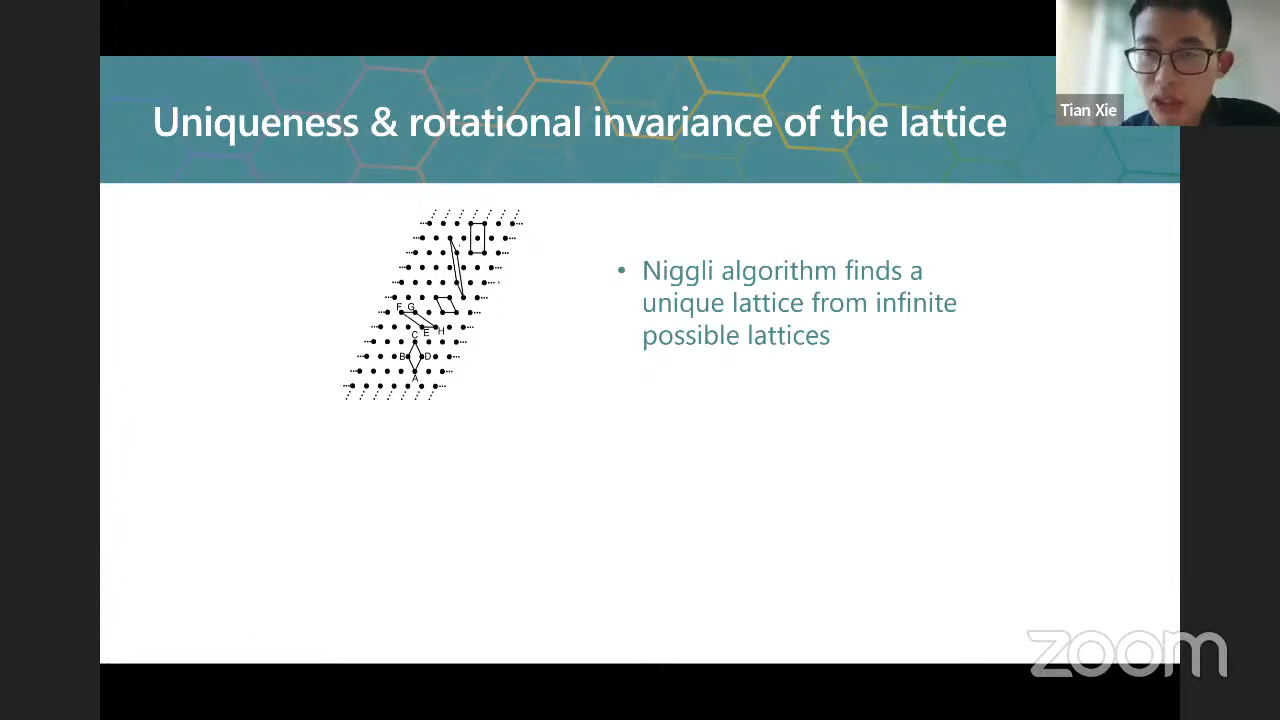 Uniqueness & rotational invariance of the lattice
Tian Xie
• Niggli algorithm finds a
unique lattice from infinite
possible lattices
F G
E H
C
B D
A
zoom